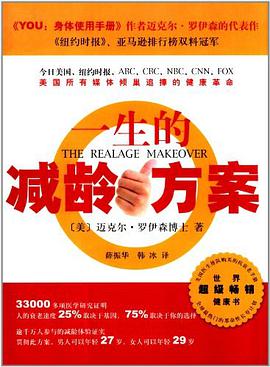 《YOU:身体使用手册》作者迈克尔·罗伊森的代表作
《纽约时报》、亚马逊排行榜双料冠军
今日美国、纽约时报、ABC,CBC,NBC,CNN,FOX
美国所有媒体倾巢追捧的健康革命
一生的
THE REALAGE MAKEOVER
减龄方案
[美]迈克尔·罗伊森博士 著
薛振华 韩冰 译
世界
超级畅销
健康书
33000多项医学研究证明
人的衰老速度25%取决于基因,75%取决于你的选择
逾千万人参与的减龄体验证实
贯彻此方案,男人可以年轻27岁,女人可以年轻29岁